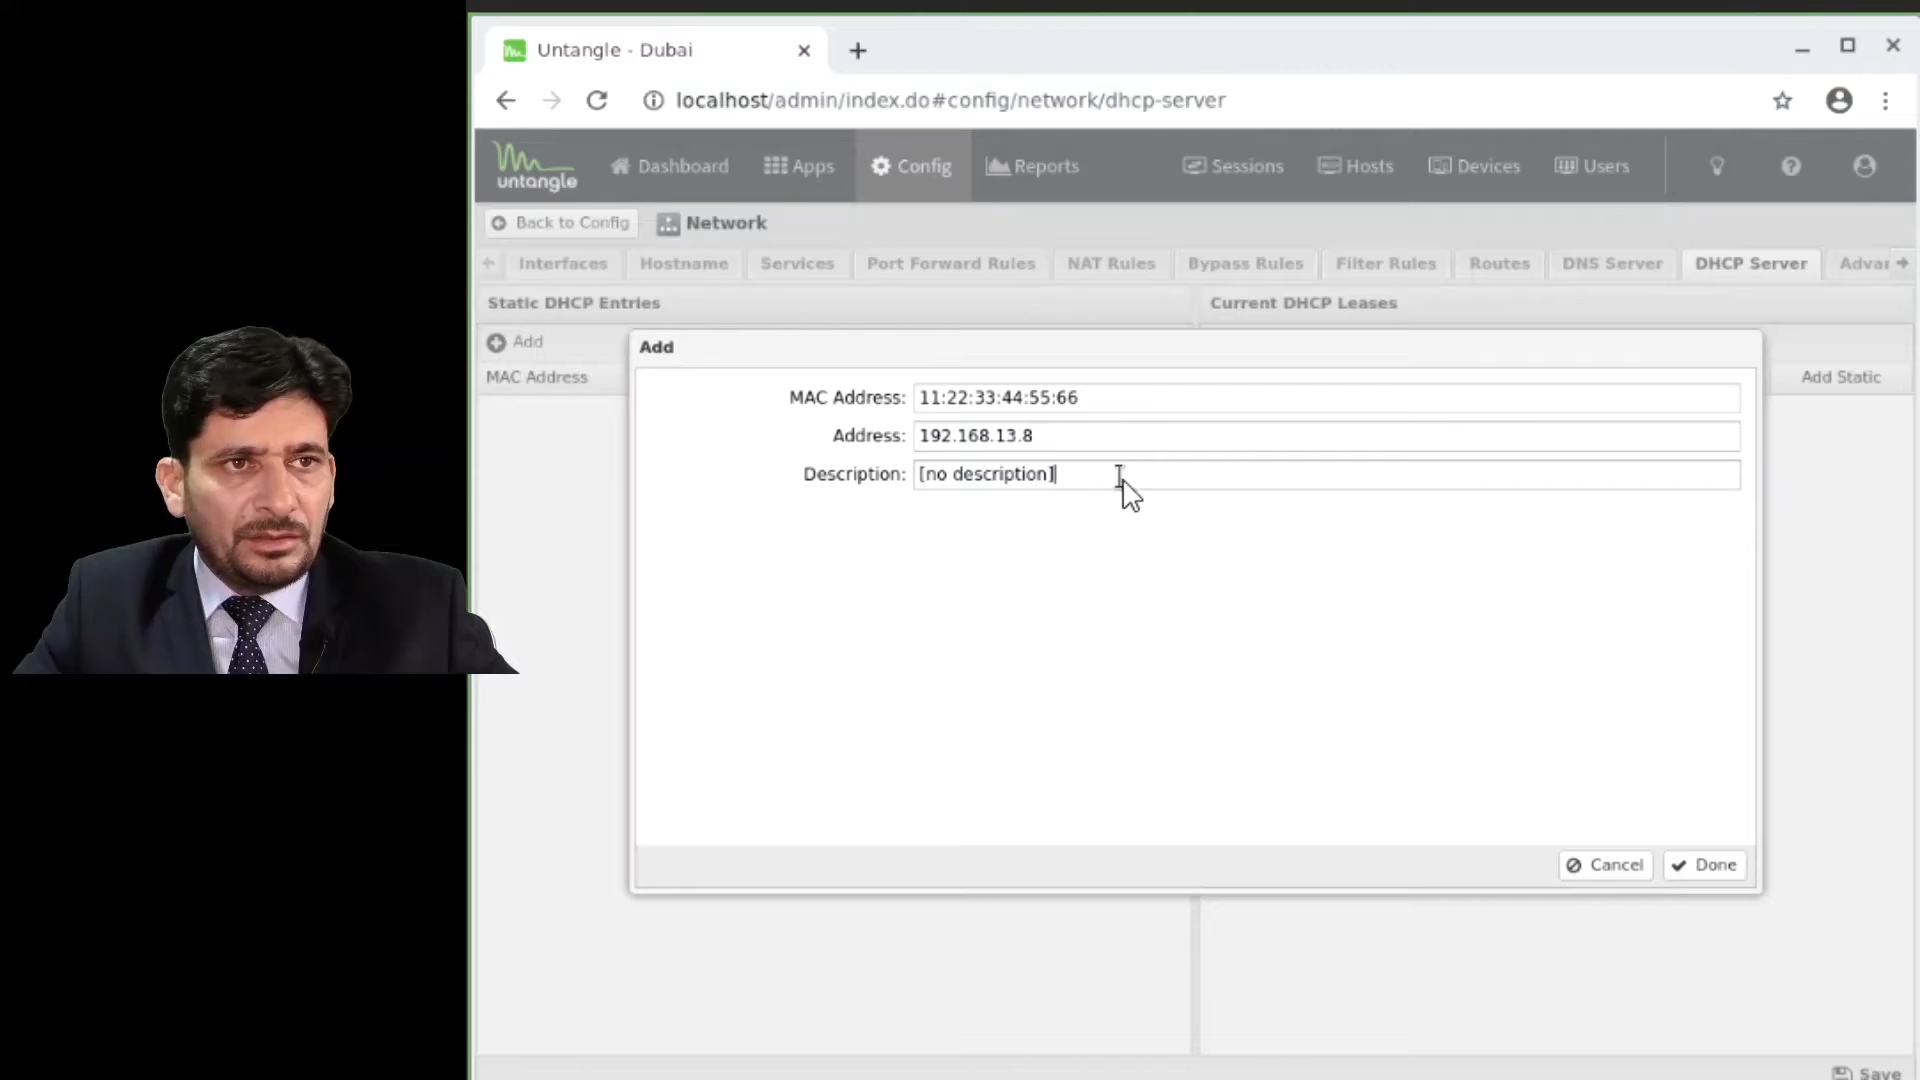 Untangle - Dubai
localhost/admin/index.do#config/network/dhcp-server
untangle Dashboard Apps Config Reports Sessions Hosts Devices Users
Back to Config Network
Interfaces Hostname Services Port Forward Rules NAT Rules Bypass Rules Filter Rules Routes DNS Server DHCP Server Advan
Static DHCP Entries Current DHCP Leases
Add
MAC Address Add Static
Add
MAC Address: 11:22:33:44:55:66
Address: 192.168.13.8
Description: [no description]
Cancel Done
Save